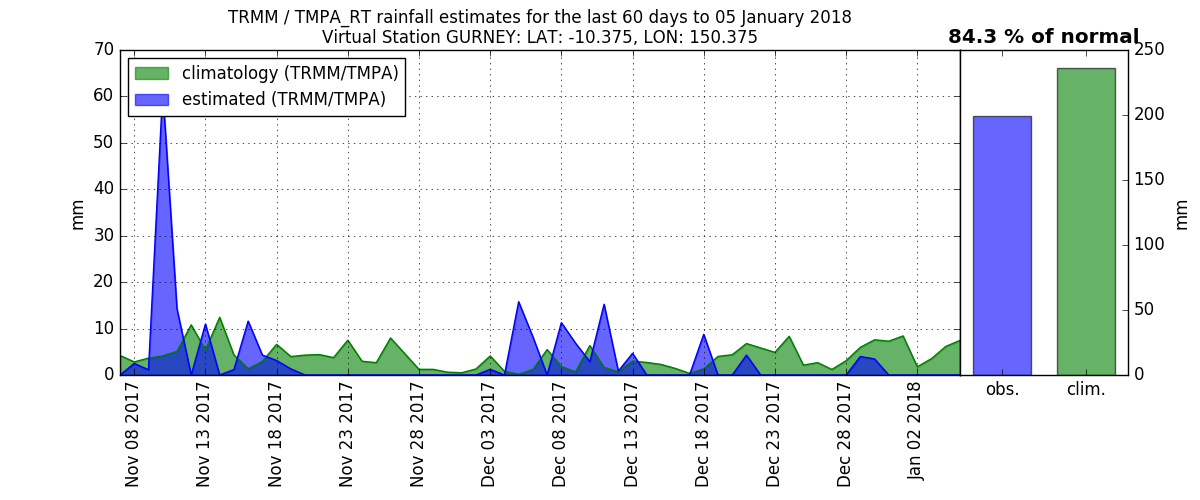 TRMM / TMPA_RT rainfall estimates for the last 60 days to 05 January 2018
Virtual Station GURNEY: LAT: -10.375, LON: 150.375
84.3 % of normal
climatology (TRMM/TMPA)
estimated (TRMM/TMPA)
70
60
50
40
30
20
10
0
mm
Nov 08 2017
Nov 13 2017
Nov 18 2017
Nov 23 2017
Nov 28 2017
Dec 03 2017
Dec 08 2017
Dec 13 2017
Dec 18 2017
Dec 23 2017
Dec 28 2017
Jan 02 2018
250
200
150
100
50
0
mm
obs.
clim.